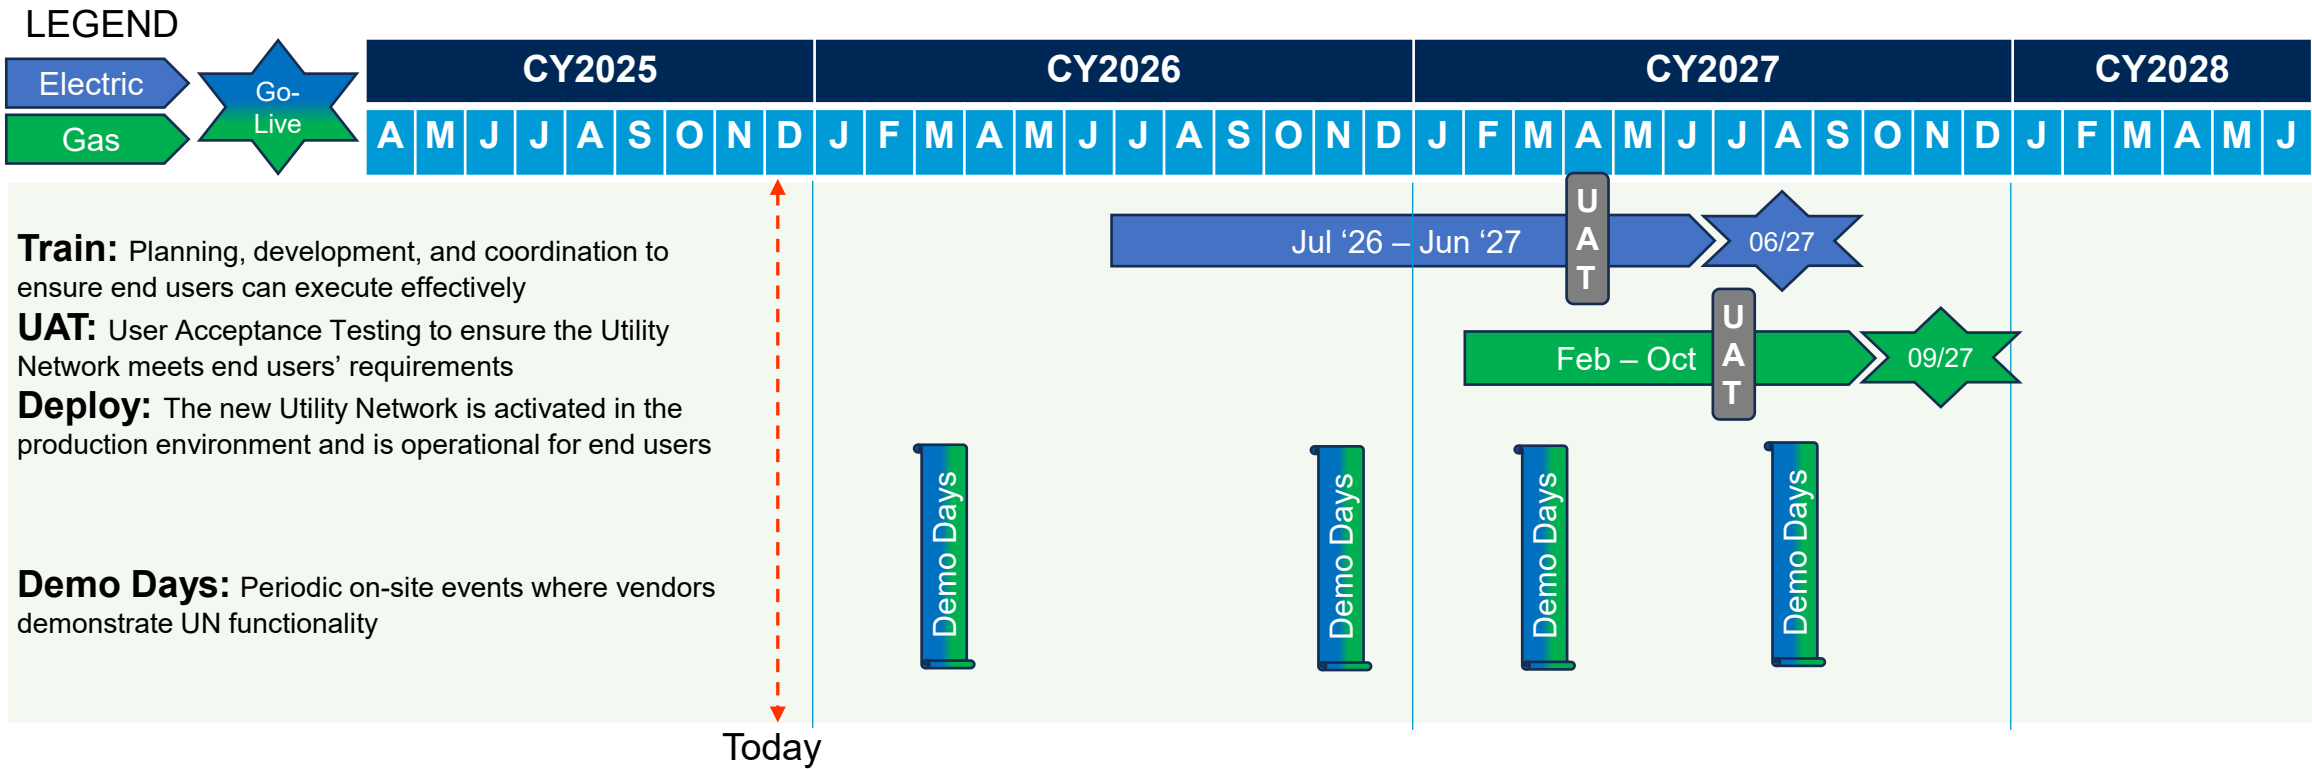 LEGEND
Electric
Gas
Go-
Live
CY2025
CY2026
CY2027
CY2028
A M J J A S O N D J F M A M J J A S O N D J F M A M J J A S O N D J F M A M J
Train: Planning, development, and coordination to
ensure end users can execute effectively
UAT: User Acceptance Testing to ensure the Utility
Network meets end users’ requirements
Deploy: The new Utility Network is activated in the
production environment and is operational for end users
Demo Days: Periodic on-site events where vendors
demonstrate UN functionality
Jul ‘26 – Jun ‘27
UAT
06/27
Feb – Oct
UAT
09/27
Demo Days
Demo Days
Demo Days
Demo Days
Today